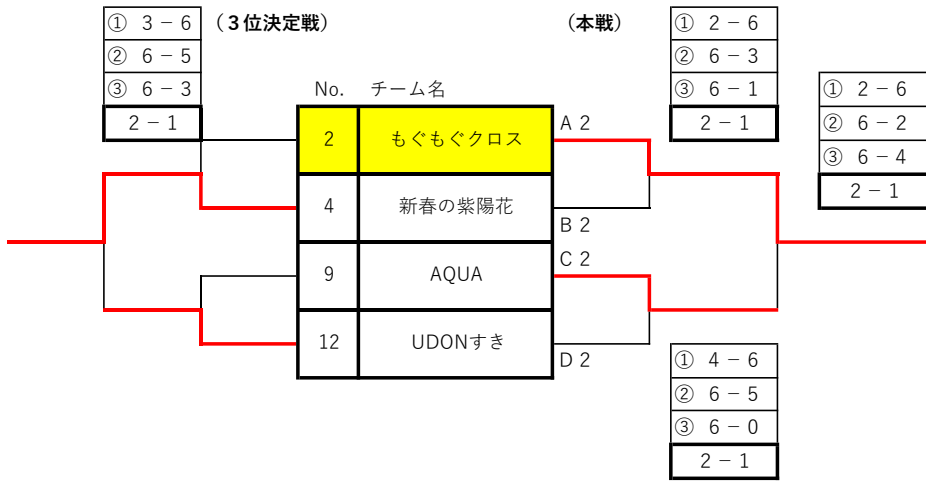 ① 3 － 6
② 6 － 5
③ 6 － 3
2 － 1
（３位決定戦）
（本戦）
① 2 － 6
② 6 － 3
③ 6 － 1
2 － 1
① 2 － 6
② 6 － 2
③ 6 － 4
2 － 1
No. チーム名
2 もぐもぐクロス A 2
4 新春の紫陽花 B 2
9 AQUA C 2
12 UDONすき D 2
① 4 － 6
② 6 － 5
③ 6 － 0
2 － 1